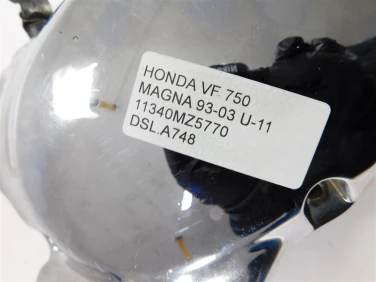 HONDA VF 750
MAGNA 93-03 U-11
11340MZ5770
DSL.A748